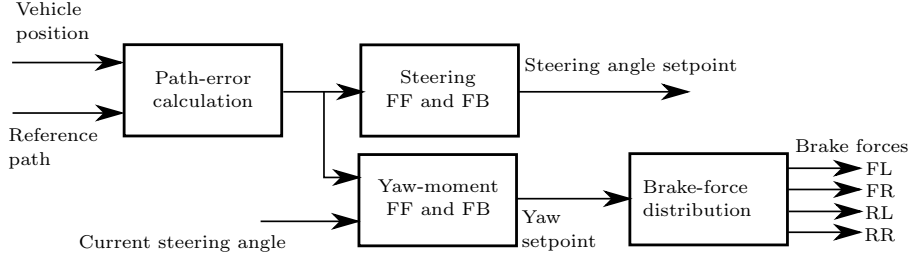 Vehicle
position
Reference
path
Path-error
calculation
Steering
FF and FB
Steering angle setpoint
Current steering angle
Yaw-moment
FF and FB
Yaw
setpoint
Brake-force
distribution
Brake forces
FL
FR
RL
RR